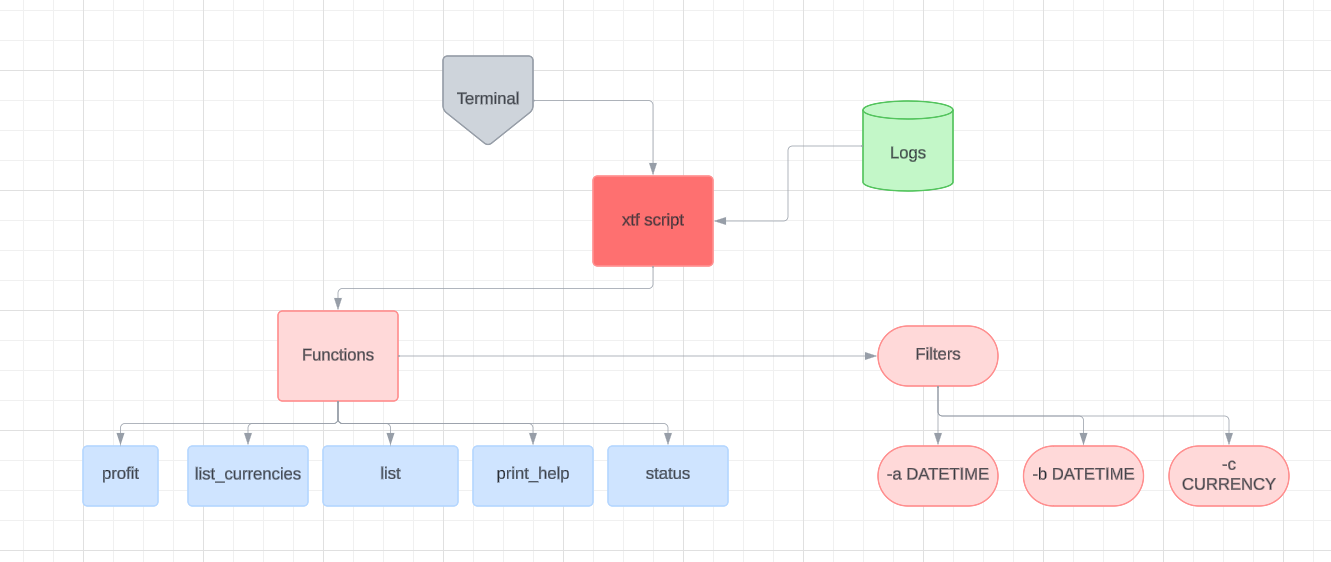 Terminal
Logs
xtf script
Functions
Filters
profit
list_currencies
list
print_help
status
-a DATETIME
-b DATETIME
-c
CURRENCY